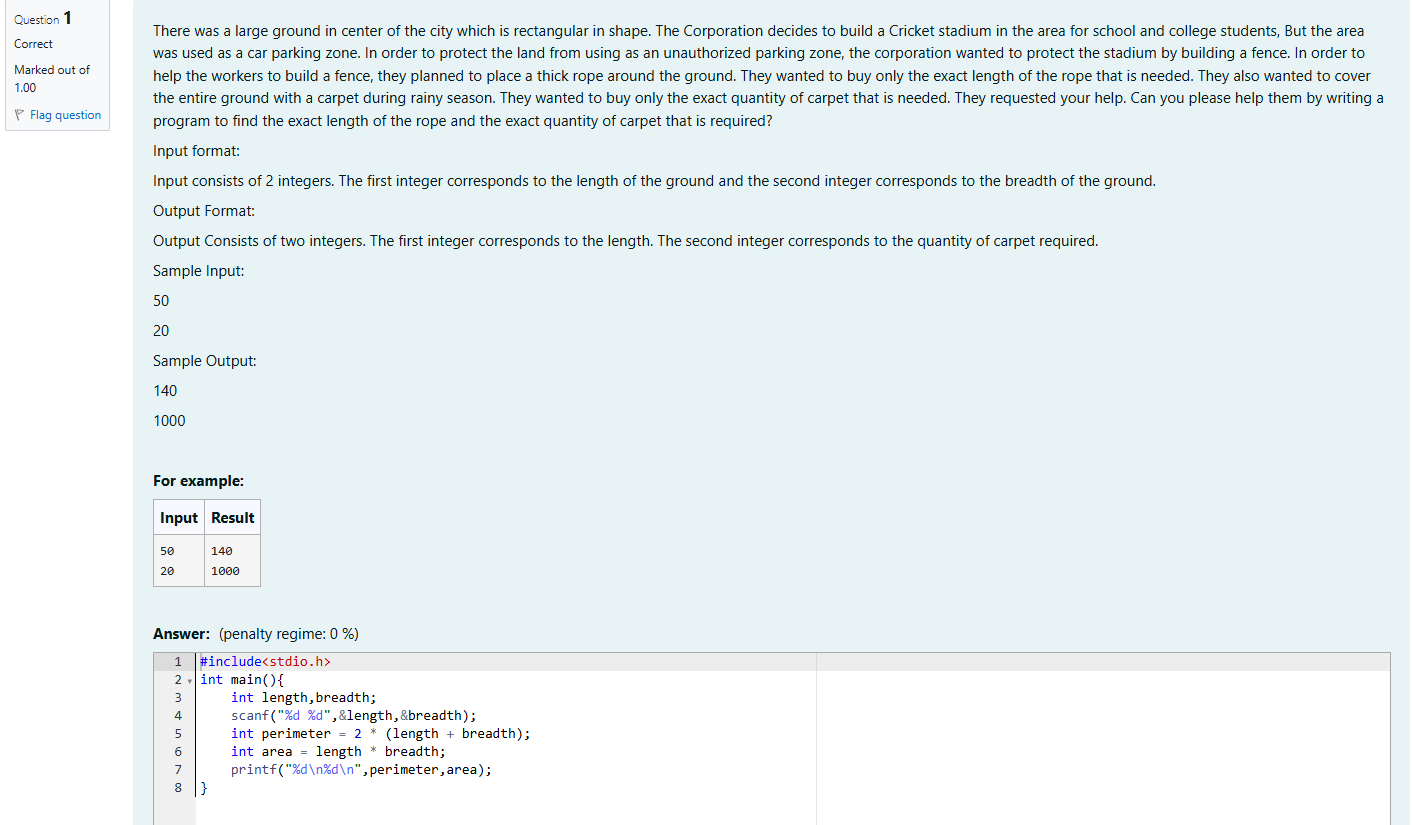 Question 1
Correct
Marked out of
1.00
Flag question
There was a large ground in center of the city which is rectangular in shape. The Corporation decides to build a Cricket stadium in the area for school and college students, But the area
was used as a car parking zone. In order to protect the land from using as an unauthorized parking zone, the corporation wanted to protect the stadium by building a fence. In order to
help the workers to build a fence, they planned to place a thick rope around the ground. They wanted to buy only the exact length of the rope that is needed. They also wanted to cover
the entire ground with a carpet during rainy season. They wanted to buy only the exact quantity of carpet that is needed. They requested your help. Can you please help them by writing a
program to find the exact length of the rope and the exact quantity of carpet that is required?
Input format:
Input consists of 2 integers. The first integer corresponds to the length of the ground and the second integer corresponds to the breadth of the ground.
Output Format:
Output Consists of two integers. The first integer corresponds to the length. The second integer corresponds to the quantity of carpet required.
Sample Input:
50
20
Sample Output:
140
1000
For example:
Input Result
50 140
20 1000
Answer: (penalty regime: 0 %)
1 #include<stdio.h>
2 int main(){
3     int length,breadth;
4     scanf("%d %d",&length,&breadth);
5     int perimeter = 2 * (length + breadth);
6     int area = length * breadth;
7     printf("%d\n%d\n",perimeter,area);
8 }